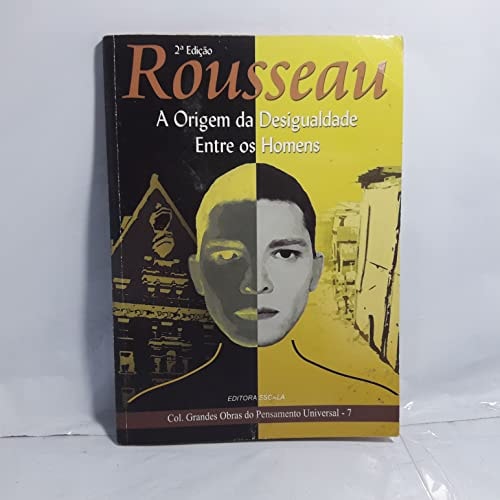 2ª Edição
Rousseau
A Origem da Desigualdade
Entre os Homens
EDITORA ESCALA
Col. Grandes Obras do Pensamento Universal - 7